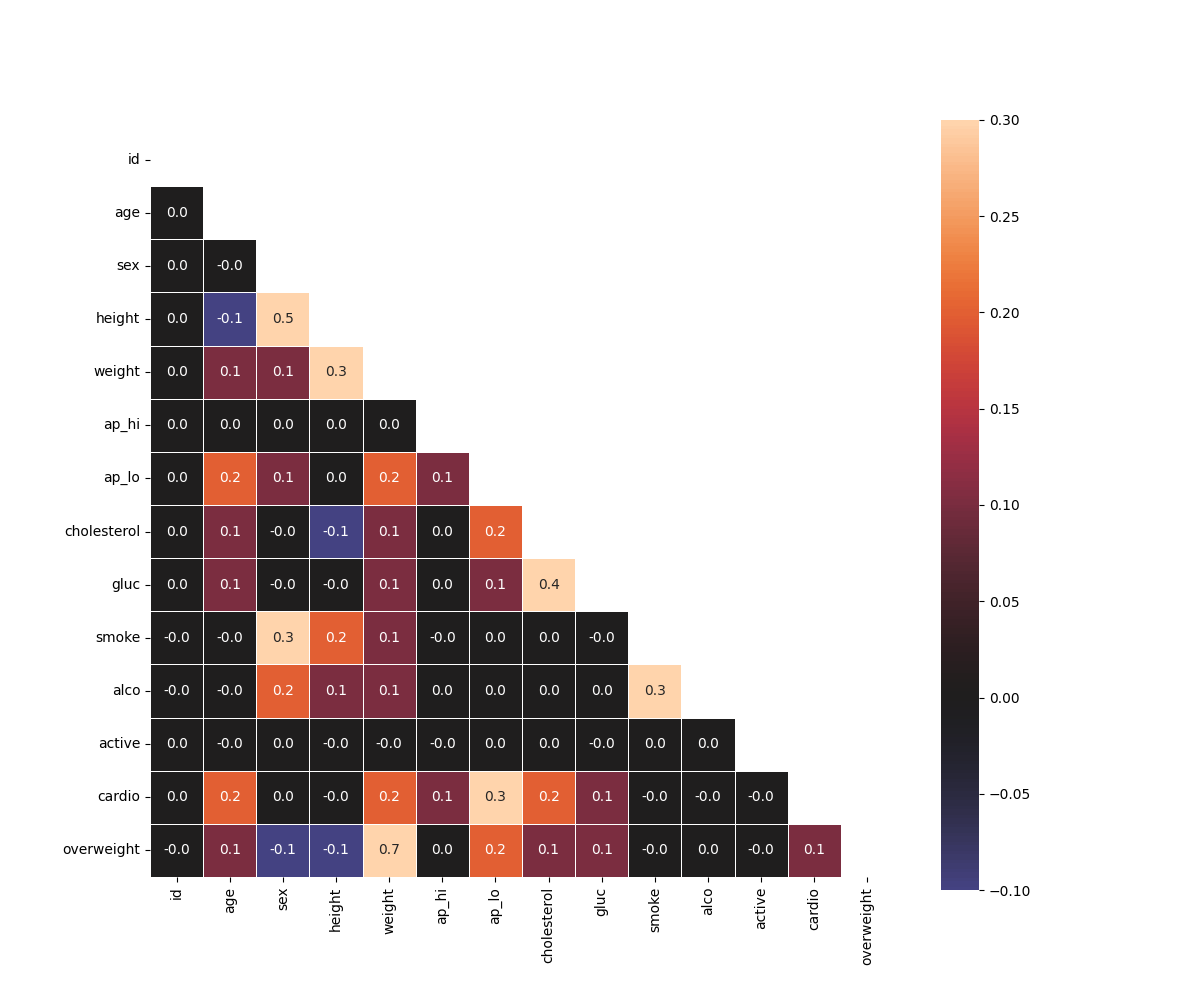 id
age 0.0
sex 0.0 -0.0
height 0.0 -0.1 0.5
weight 0.0 0.1 0.1 0.3
ap_hi 0.0 0.0 0.0 0.0 0.0
ap_lo 0.0 0.2 0.1 0.0 0.2 0.1
cholesterol 0.0 0.1 -0.0 -0.1 0.1 0.0 0.2
gluc 0.0 0.1 -0.0 -0.0 0.1 0.0 0.1 0.4
smoke -0.0 -0.0 0.3 0.2 0.1 -0.0 0.0 0.0 -0.0
alco -0.0 -0.0 0.2 0.1 0.1 0.0 0.0 0.0 0.0 0.3
active 0.0 -0.0 0.0 -0.0 -0.0 -0.0 0.0 0.0 -0.0 0.0 0.0
cardio 0.0 0.2 0.0 -0.0 0.2 0.1 0.3 0.2 0.1 -0.0 -0.0 -0.0
overweight -0.0 0.1 -0.1 -0.1 0.7 0.0 0.2 0.1 0.1 -0.0 0.0 -0.0 0.1
id age sex height weight ap_hi ap_lo cholesterol gluc smoke alco active cardio overweight
0.30
0.25
0.20
0.15
0.10
0.05
0.00
−0.05
−0.10